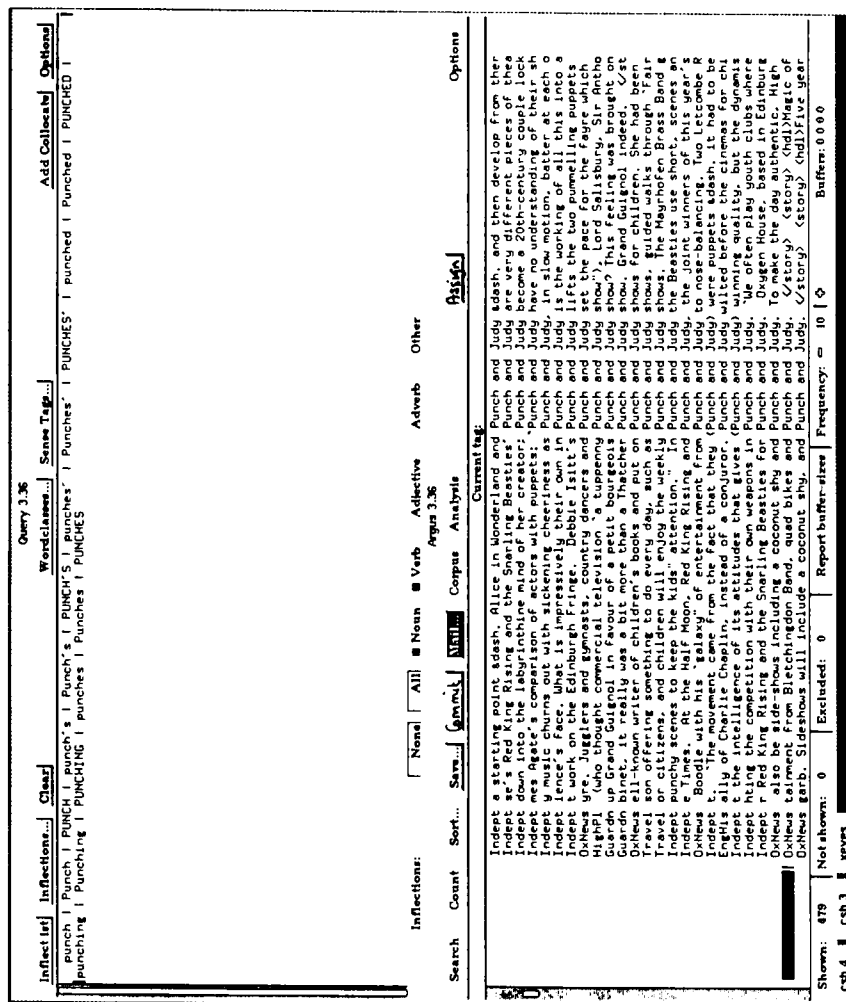 Query 3.36
Inflect 1st Inflections... Clear Wordclasses... Sense Tags... Add Collocate Options
punch | Punch | PUNCH | punch's | Punch's | PUNCH'S | punches' | Punches' | PUNCHES' | punched | Punched | PUNCHED |
punching | Punching | PUNCHING | punches | Punches | PUNCHES
Inflections: None All Noun Verb Adjective Adverb Other
Argus 3.36
Search Count Sort... Save... Commit Mail... Corpus Analysis Assign Options
Current tag:
Indept a starting point &dash. Alice in Wonderland and Punch and Judy &dash. and then develop from ther
Indept se's Red King Rising and the Snarling Beasties' Punch and Judy are very different pieces of thea
Indept down into the labyrinthine mind of her creator; Punch and Judy become a 20th-century couple lock
Indept mes Agate's comparison of actors with puppets: "Punch and Judy have no understanding of their sh
Indept y music churns out with sickening cheeriness as Punch and Judy, in slow motion, batter at each o
Indept ience's face. What is impressively their own in Punch and Judy is the working of all this into a
Indept t work on the Edinburgh Fringe. Debbie Isitt's Punch and Judy lifts the two pummelling puppets
OxNews yre. Jugglers and gymnasts, country dancers and Punch and Judy set the pace for the fayre which
HighPl (who thought commercial television 'a tuppenny Punch and Judy show"), Lord Salisbury, Sir Antho
Guardn up Grand Guignol in favour of a petit bourgeois Punch and Judy show? This feeling was brought on
Guardn binet, it really was a bit more than a Thatcher Punch and Judy show. Grand Guignol indeed. </st
OxNews ell-known writer of children's books and put on Punch and Judy shows for children. She had been
Travel son offering something to do every day, such as Punch and Judy shows, guided walks through 'Fair
Travel or citizens, and children will enjoy the weekly Punch and Judy shows. The Mayrhofen Brass Band g
Indept punchy scenes to keep the kids" attention." In Punch and Judy the Beasties use short, scenes an
Indept e Times. At the Half Moon, Red King Rising and Punch and Judy, the joint winners of this year's
OxNews Boodle with his "galaxy" of entertainment from Punch and Judy to nose-balancing. Two Letcombe R
Indept t. 'The movement came from the fact that they (Punch and Judy) were puppets &dash. it had to be
EngHis ally of Charlie Chaplin, instead of a conjuror. Punch and Judy wilted before the cinemas for chi
Indept t the intelligence of its attitudes that gives (Punch and Judy) winning quality, but the dynamis
Indept hting the competition with their own weapons in Punch and Judy. 'We often play youth clubs where
Indept r Red King Rising and the Snarling Beasties for Punch and Judy. Oxygen House, based in Edinburg
OxNews also be side-shows including a coconut shy and Punch and Judy. To make the day authentic, High
OxNews tainment from Bletchingdon Band, quad bikes and Punch and Judy. </story> <story> <hdl>Magic of
OxNews garb. Sideshows will include a coconut shy, and Punch and Judy. </story> <story> <hdl>Five year
Shown: 479 Not shown: 0 Excluded: 0 Report buffer-sizes Frequency: = 10 Buffers: 0 0 0 0
csh 4 csh 3 xeyes